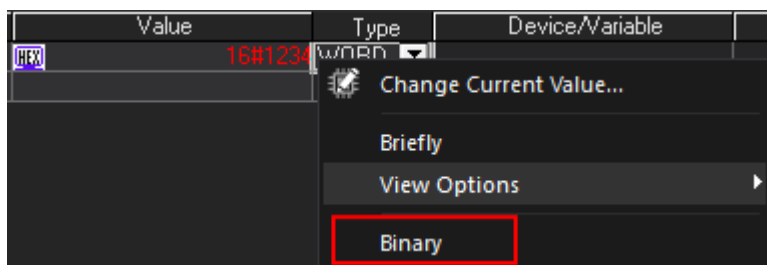 Value Type Device/Variable
HEX 16#1234 WORD
Change Current Value...
Briefly
View Options
Binary